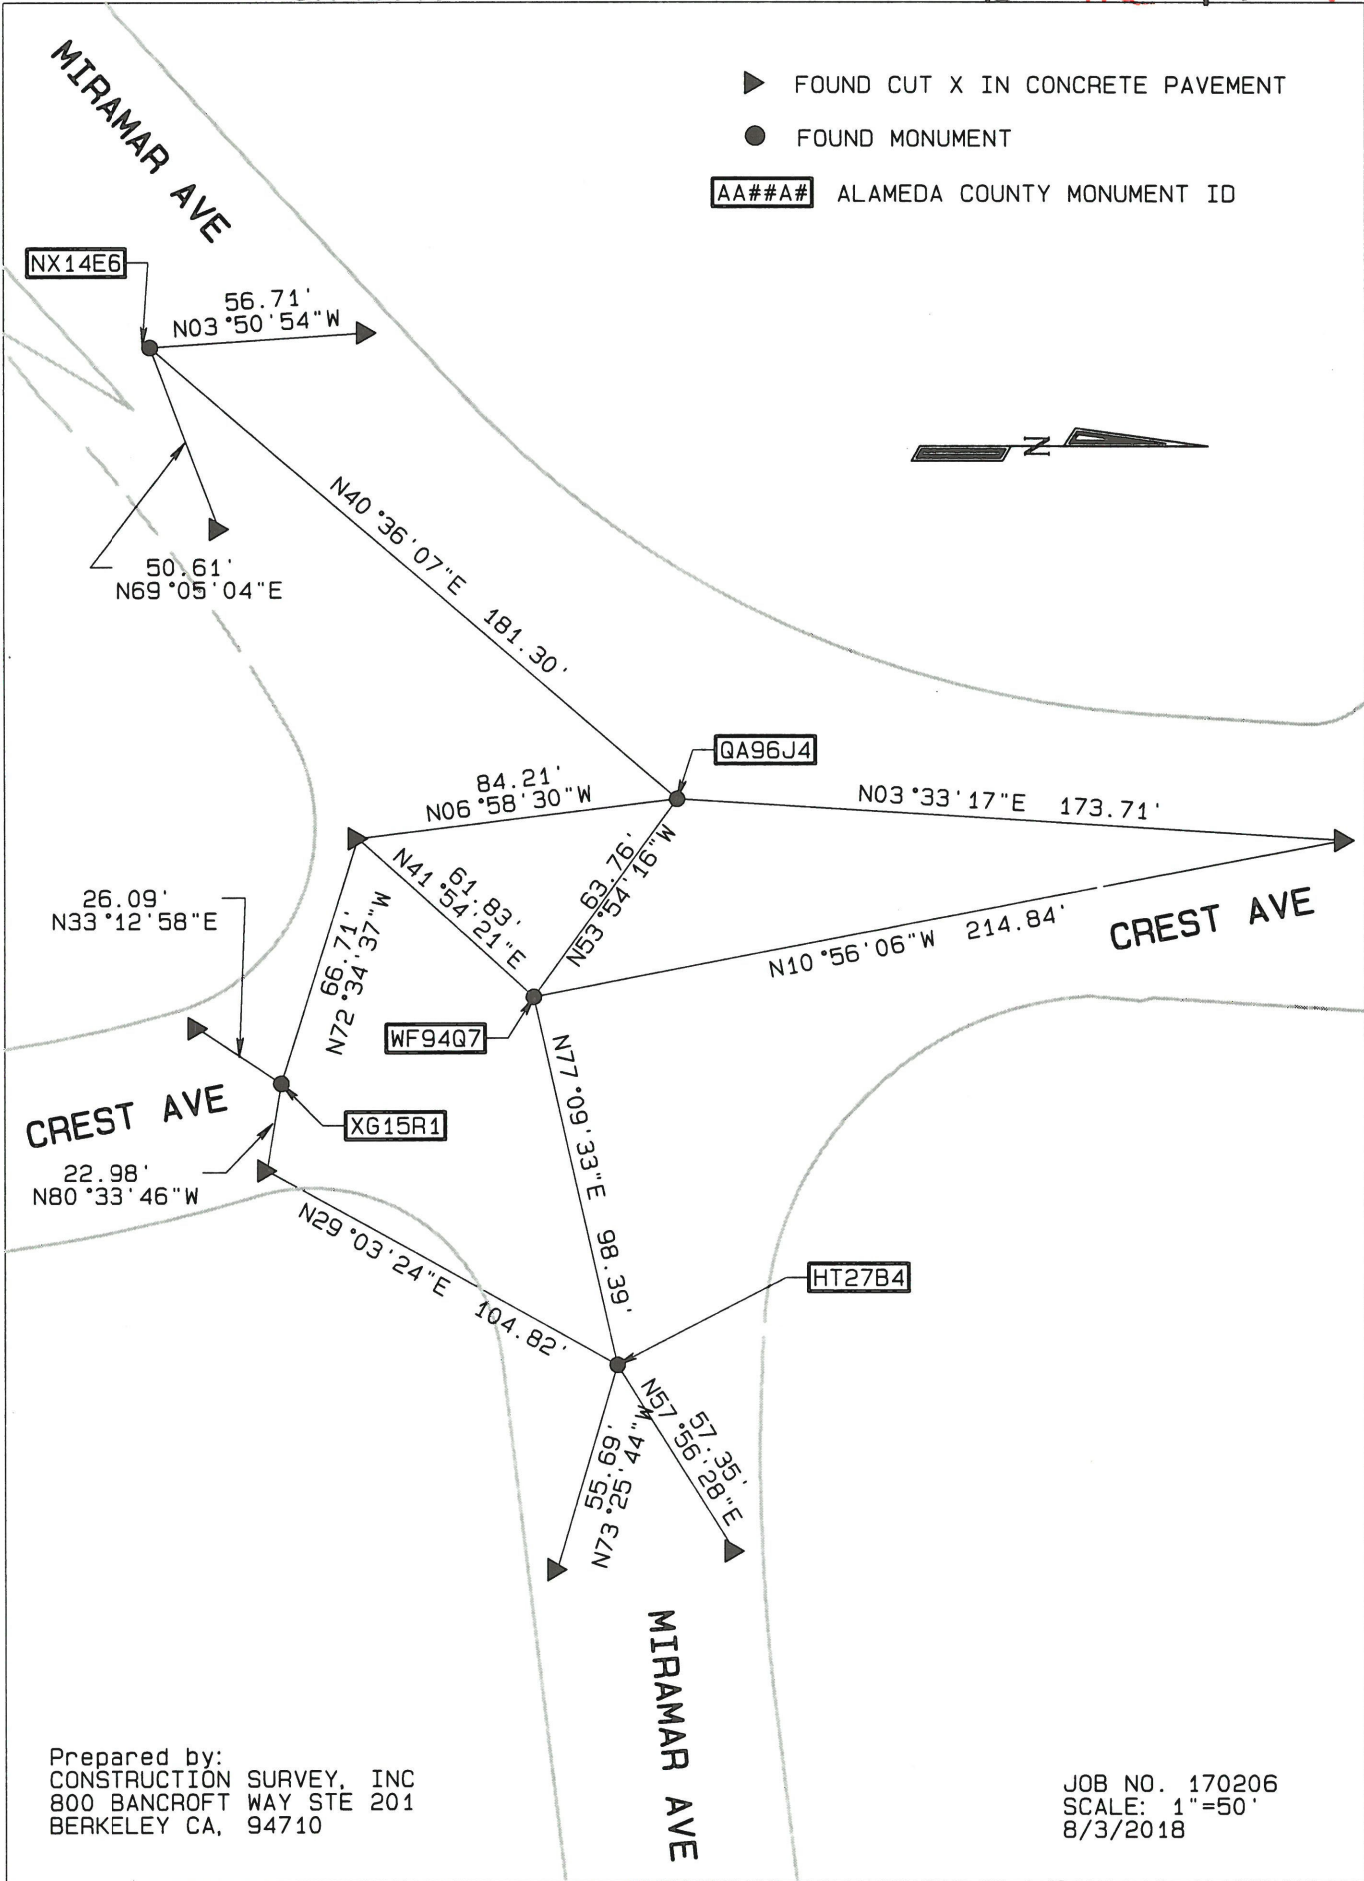 MIRAMAR AVE
FOUND CUT X IN CONCRETE PAVEMENT
FOUND MONUMENT
AA##A# ALAMEDA COUNTY MONUMENT ID
NX14E6
56.71'
N03°50'54"W
N
50.61'
N69°05'04"E
N40°36'07"E 181.30'
QA96J4
84.21'
N06°58'30"W
N03°33'17"E 173.71'
63.76'
N53°54'16"W
61.83'
N41°54'21"E
26.09'
N33°12'58"E
66.71'
N72°34'37"W
N10°56'06"W 214.84'
CREST AVE
WF94Q7
N77°09'33"E 98.39'
CREST AVE
XG15R1
22.98'
N80°33'46"W
N29°03'24"E 104.82'
HT27B4
55.69'
N73°25'44"W
57.35'
N57°56'28"E
MIRAMAR AVE
Prepared by:
CONSTRUCTION SURVEY, INC
800 BANCROFT WAY STE 201
BERKELEY CA, 94710
JOB NO. 170206
SCALE: 1"=50'
8/3/2018